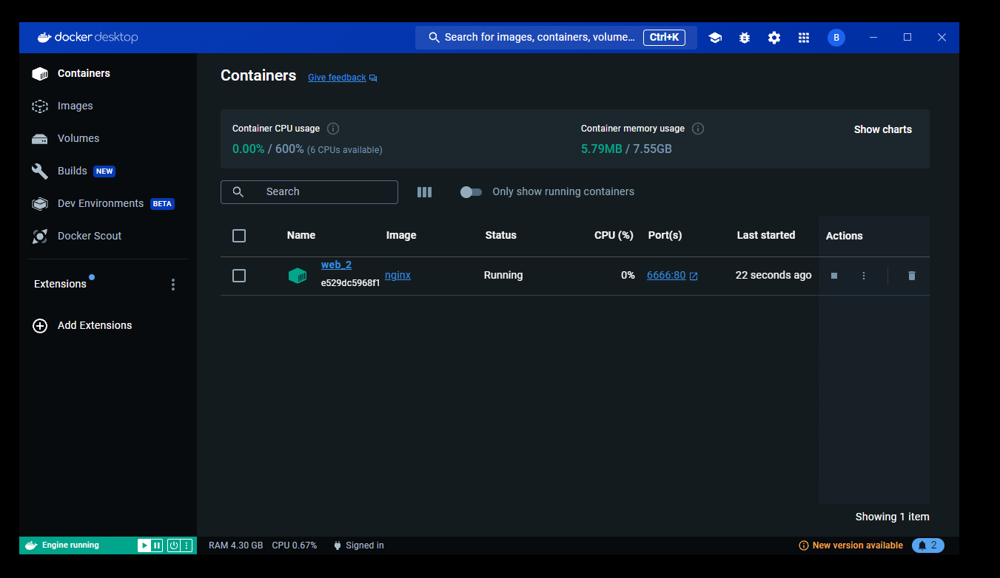 docker desktop
Search for images, containers, volume... Ctrl+K
B
Containers
Images
Volumes
Builds NEW
Dev Environments BETA
Docker Scout
Extensions
Add Extensions
Containers Give feedback
Container CPU usage
0.00% / 600% (6 CPUs available)
Container memory usage
5.79MB / 7.55GB
Show charts
Search
Only show running containers
Name Image Status CPU (%) Port(s) Last started Actions
web_2
e529dc5968f1
nginx Running 0% 6666:80 22 seconds ago
Showing 1 item
Engine running
RAM 4.30 GB CPU 0.67% Signed in
New version available 2